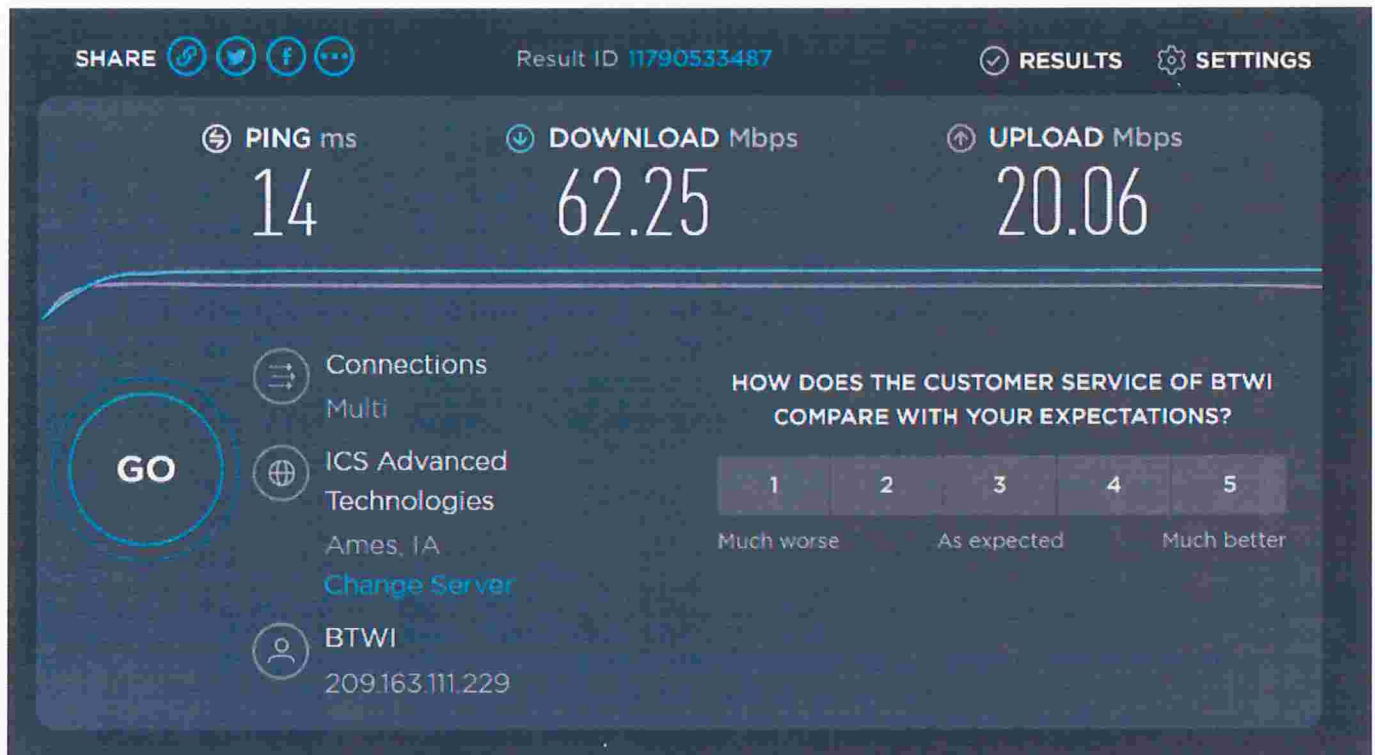 SHARE
Result ID 11790533487
RESULTS
SETTINGS
PING ms
14
DOWNLOAD Mbps
62.25
UPLOAD Mbps
20.06
GO
Connections
Multi
ICS Advanced
Technologies
Ames, IA
Change Server
BTWI
209.163.111.229
HOW DOES THE CUSTOMER SERVICE OF BTWI
COMPARE WITH YOUR EXPECTATIONS?
1 2 3 4 5
Much worse As expected Much better